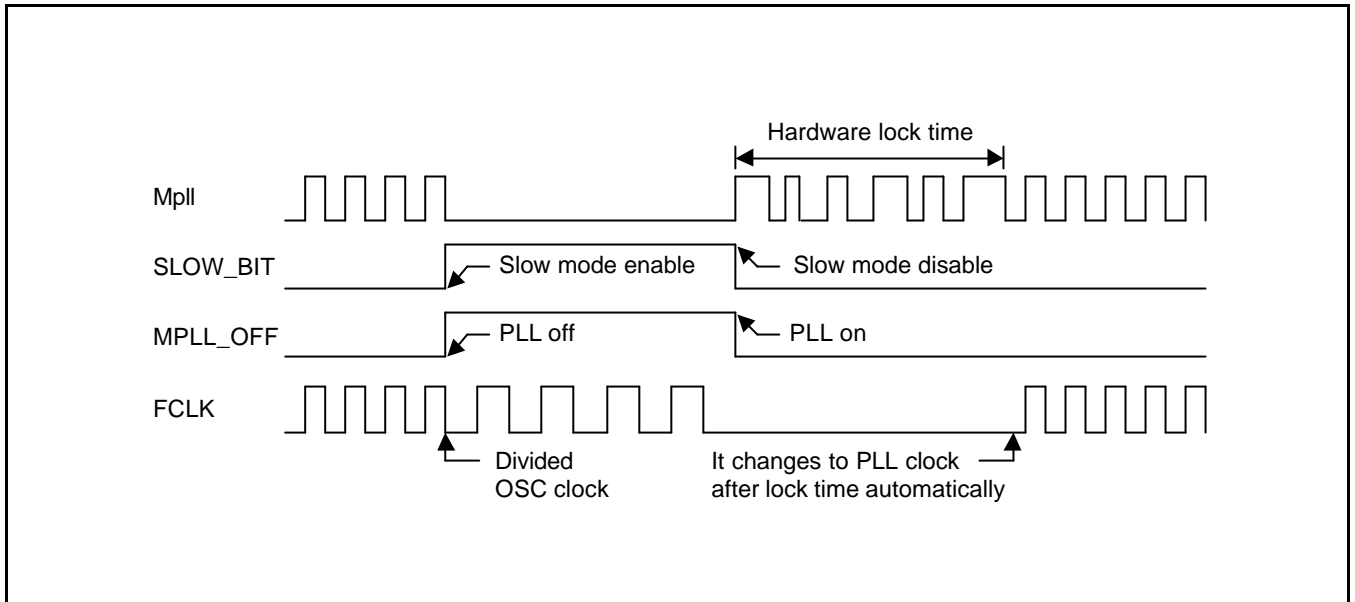 Hardware lock time
Mpll
SLOW_BIT
Slow mode enable
Slow mode disable
MPLL_OFF
PLL off
PLL on
FCLK
Divided
OSC clock
It changes to PLL clock
after lock time automatically